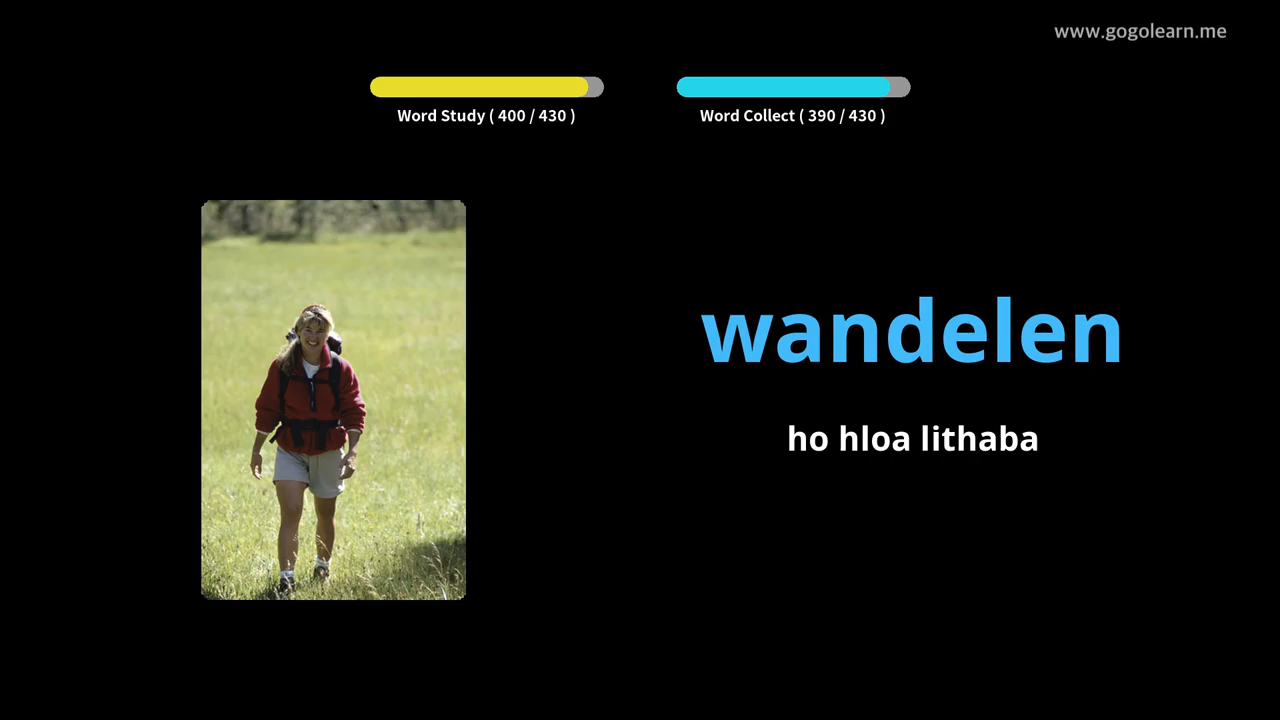 www.gogolearn.me
Word Study ( 400 / 430 )
Word Collect ( 390 / 430 )
wandelen
ho hloa lithaba